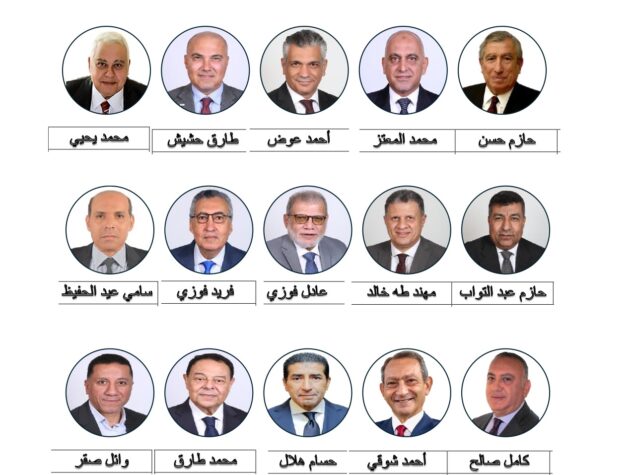 حازم حسن محمد المعتز أحمد عوض طارق حشيش محمد يحيي
حازم عبد التواب مهند طه خالد عادل فوزي فريد فوزي سامي عيد الحفيظ
كامل صالح أحمد شوقي حسام هلال محمد طارق وائل صقر